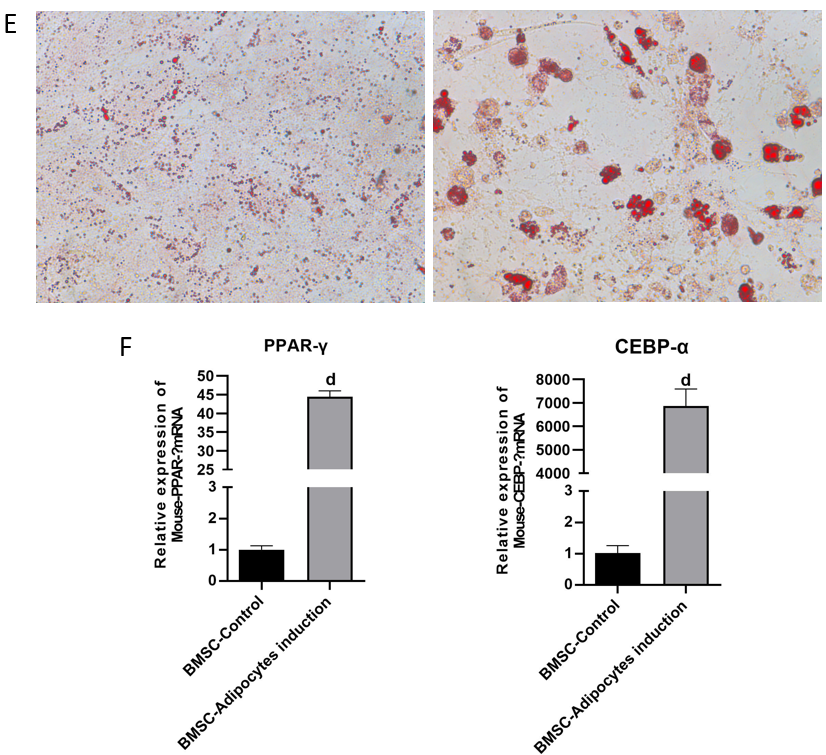 E
F
PPAR-γ
Relative expression of
Mouse-PPAR-?mRNA
50
45
40
35
30
25
3
2
1
0
d
BMSC-Control
BMSC-Adipocytes induction
CEBP-α
Relative expression of
Mouse-CEBP-?mRNA
8000
7000
6000
5000
4000
3
2
1
0
d
BMSC-Control
BMSC-Adipocytes induction